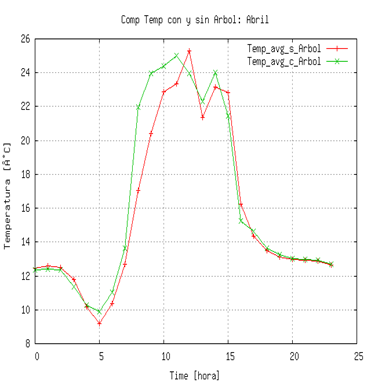 Comp Temp con y sin Arbol: Abril
Temp_avg_s_Arbol
Temp_avg_c_Arbol
26
24
22
20
18
16
14
12
10
8
Temperatura [Â°C]
0 5 10 15 20 25
Time [hora]